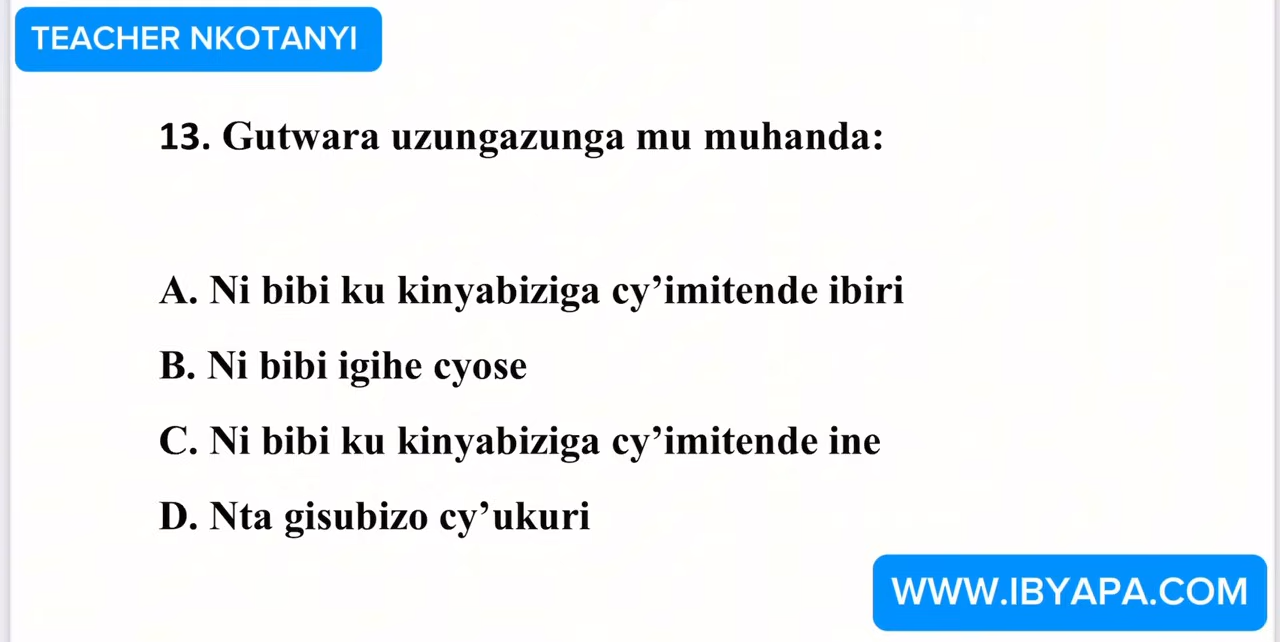 TEACHER NKOTANYI
13. Gutwara uzungazunga mu muhanda:
A. Ni bibi ku kinyabiziga cy’imitende ibiri
B. Ni bibi igihe cyose
C. Ni bibi ku kinyabiziga cy’imitende ine
D. Nta gisubizo cy’ukuri
WWW.IBYAPA.COM